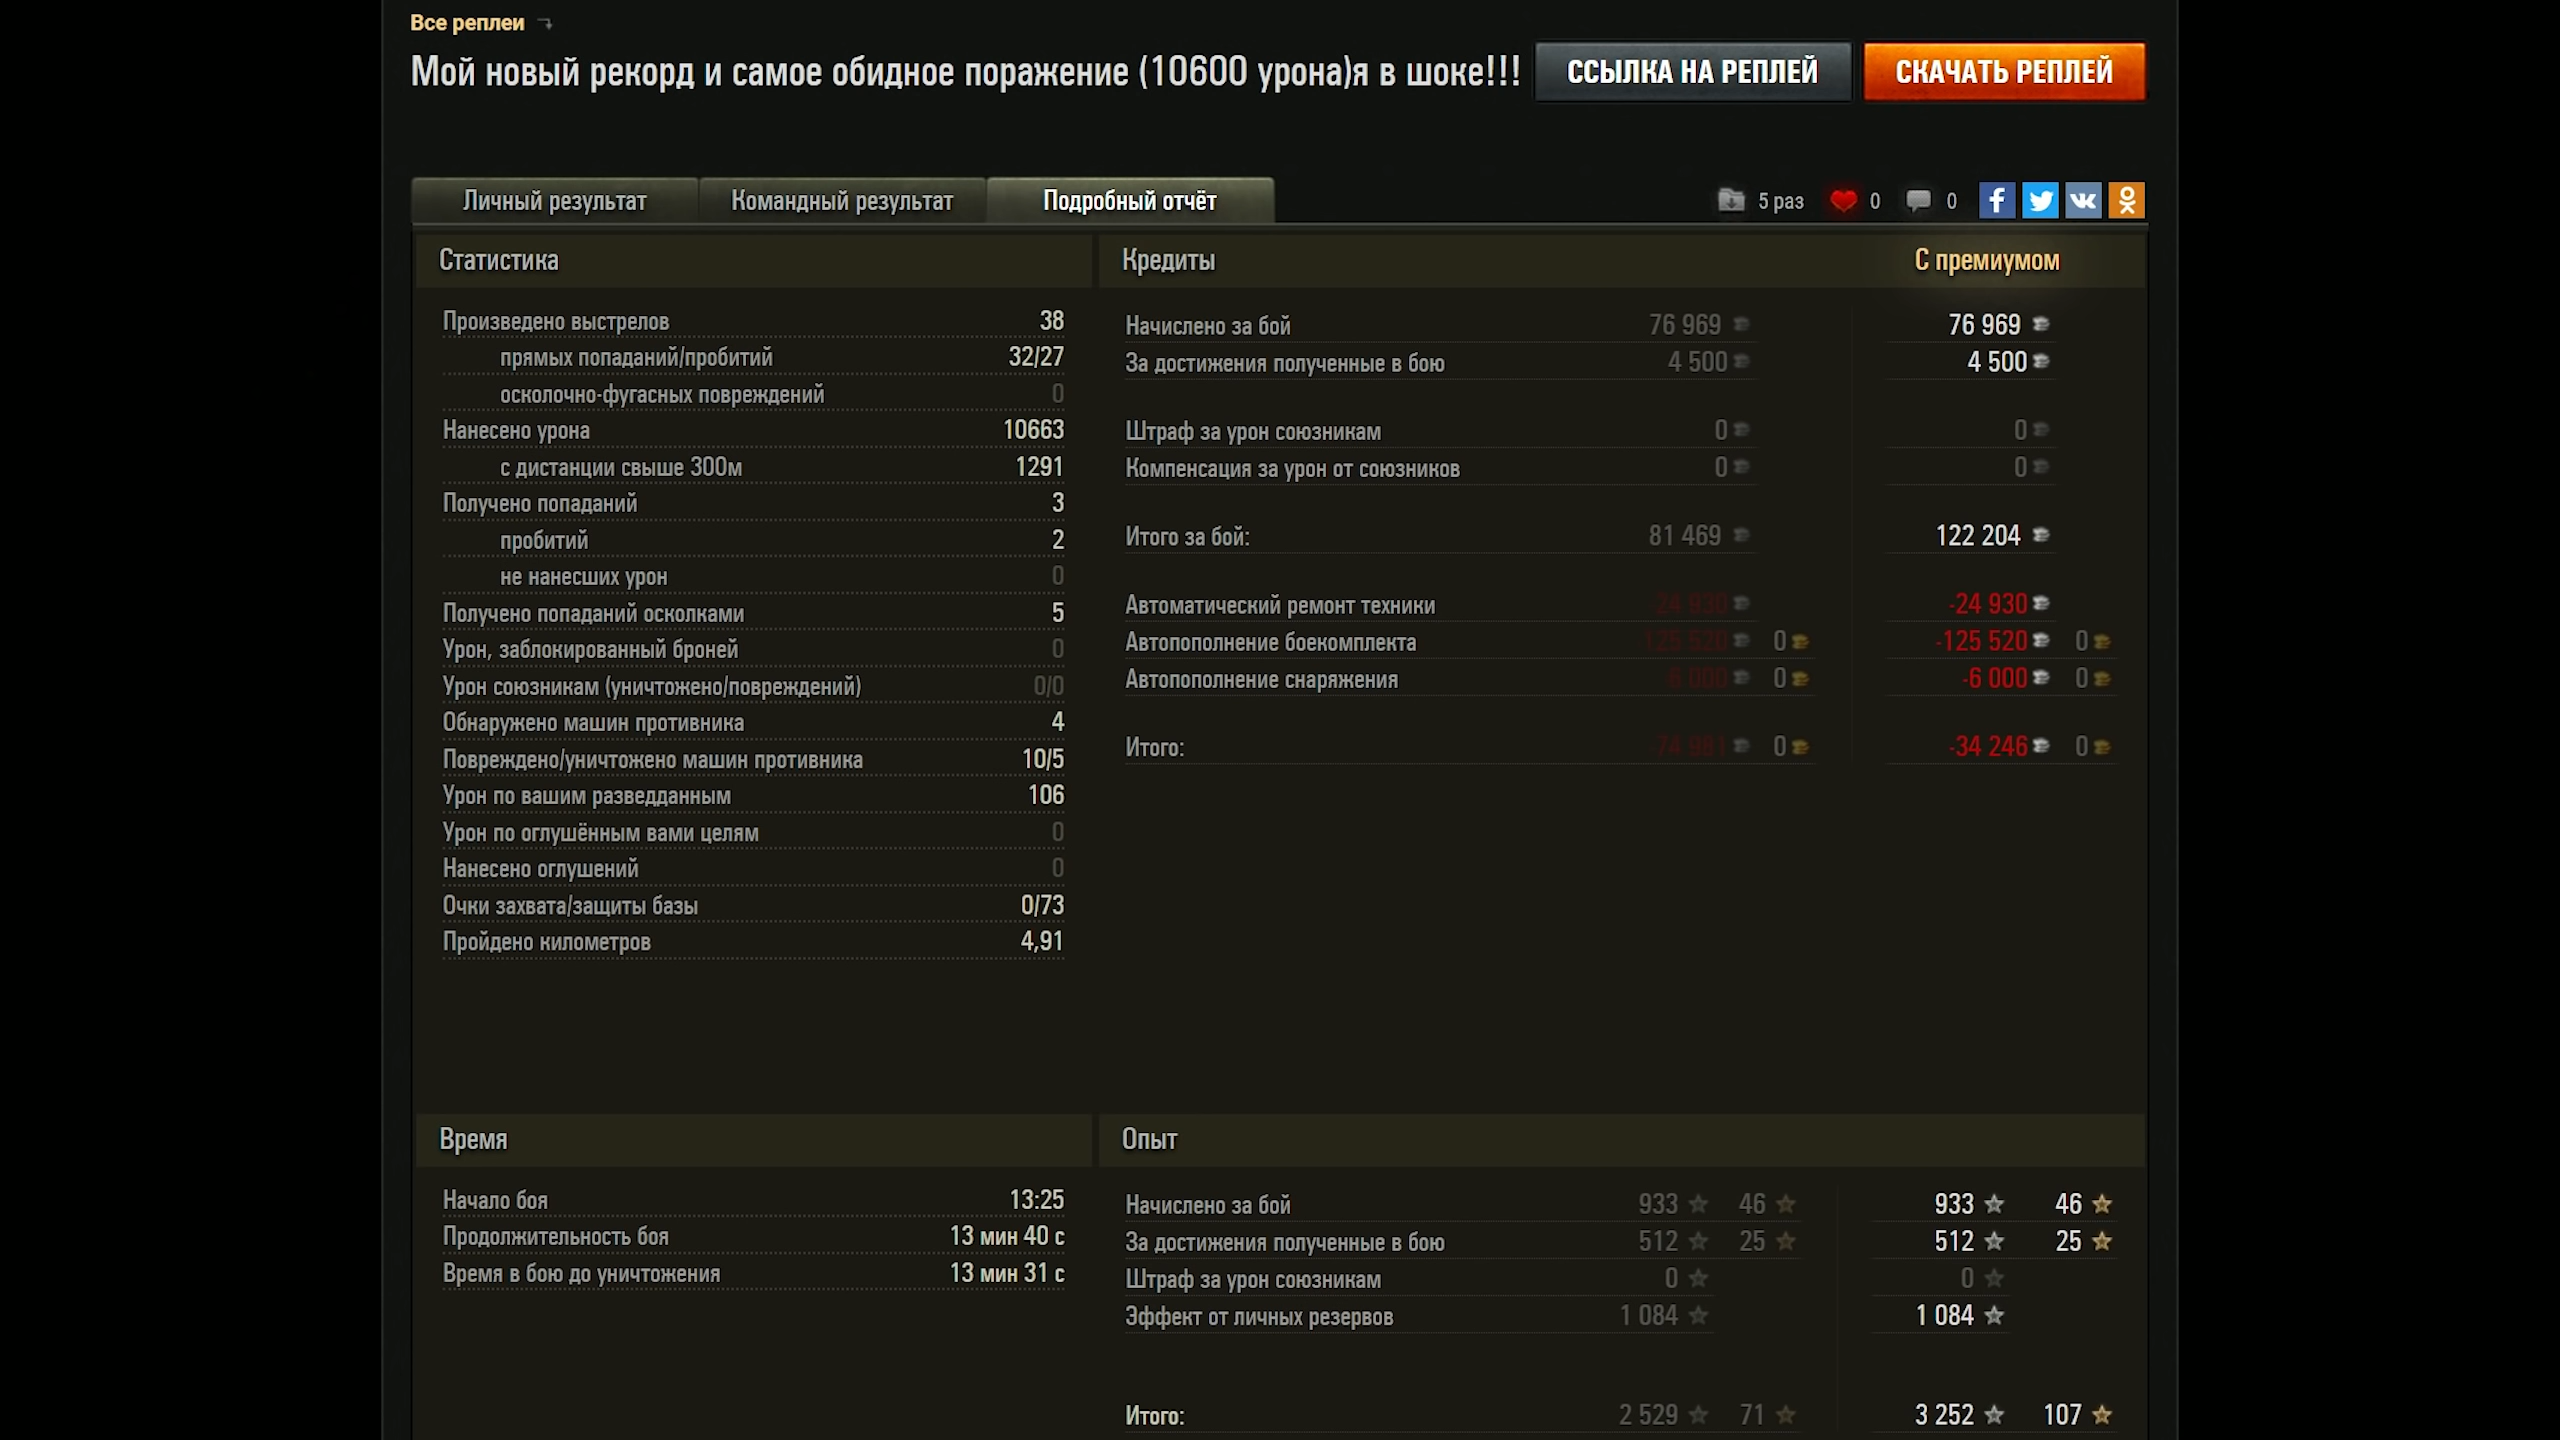 Все реплеи
Мой новый рекорд и самое обидное поражение (10600 урона)я в шоке!!! ССЫЛКА НА РЕПЛЕЙ СКАЧАТЬ РЕПЛЕЙ
Личный результат Командный результат Подробный отчёт 5 раз 0 0
Статистика
Произведено выстрелов 38
прямых попаданий/пробитий 32/27
осколочно-фугасных повреждений 0
Нанесено урона 10663
с дистанции свыше 300м 1291
Получено попаданий 3
пробитий 2
не нанесших урон 0
Получено попаданий осколками 5
Урон, заблокированный броней 0
Урон союзникам (уничтожено/повреждений) 0/0
Обнаружено машин противника 4
Повреждено/уничтожено машин противника 10/5
Урон по вашим разведданным 106
Урон по оглушённым вами целям 0
Нанесено оглушений 0
Очки захвата/защиты базы 0/73
Пройдено километров 4,91
Кредиты С премиумом
Начислено за бой 76 969 76 969
За достижения полученные в бою 4 500 4 500
Штраф за урон союзникам 0 0
Компенсация за урон от союзников 0 0
Итого за бой: 81 469 122 204
Автоматический ремонт техники -24 930 -24 930
Автопополнение боекомплекта -125 520 0 -125 520 0
Автопополнение снаряжения -6 000 0 -6 000 0
Итого: -74 981 0 -34 246 0
Время
Начало боя 13:25
Продолжительность боя 13 мин 40 с
Время в бою до уничтожения 13 мин 31 с
Опыт
Начислено за бой 933 46 933 46
За достижения полученные в бою 512 25 512 25
Штраф за урон союзникам 0 0
Эффект от личных резервов 1 084 1 084
Итого: 2 529 71 3 252 107